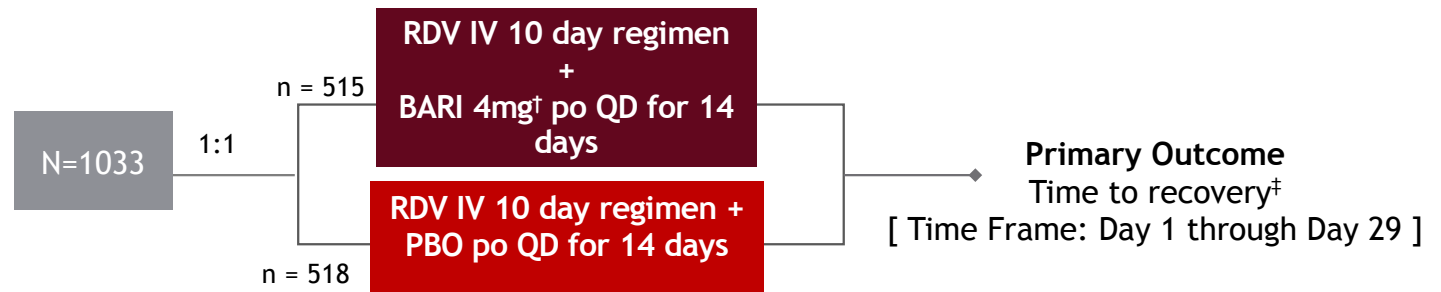 N=1033
1:1
n = 515
RDV IV 10 day regimen
+
BARI 4mg† po QD for 14
days
RDV IV 10 day regimen +
PBO po QD for 14 days
n = 518
Primary Outcome
Time to recovery‡
[ Time Frame: Day 1 through Day 29 ]